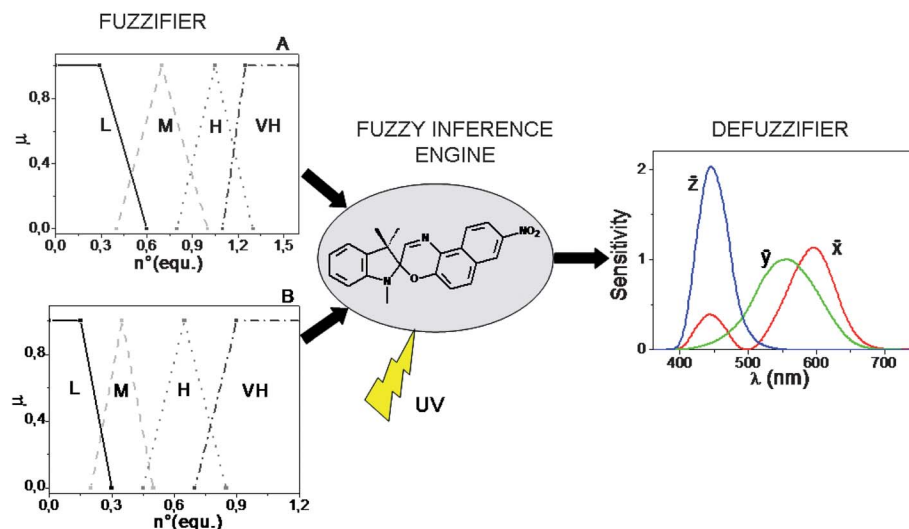 FUZZIFIER
A
0,8
0,4
0,0
μ
L
M
H
VH
0,0 0,3 0,6 0,9 1,2 1,5
n°(equ.)
B
0,8
0,4
0,0
μ
L
M
H
VH
0,0 0,3 0,6 0,9 1,2
n°(equ.)
FUZZY INFERENCE
ENGINE
N
NO₂
N
O
UV
DEFUZZIFIER
2
1
0
Sensitivity
z̄
ȳ
x̄
400 500 600 700
λ (nm)